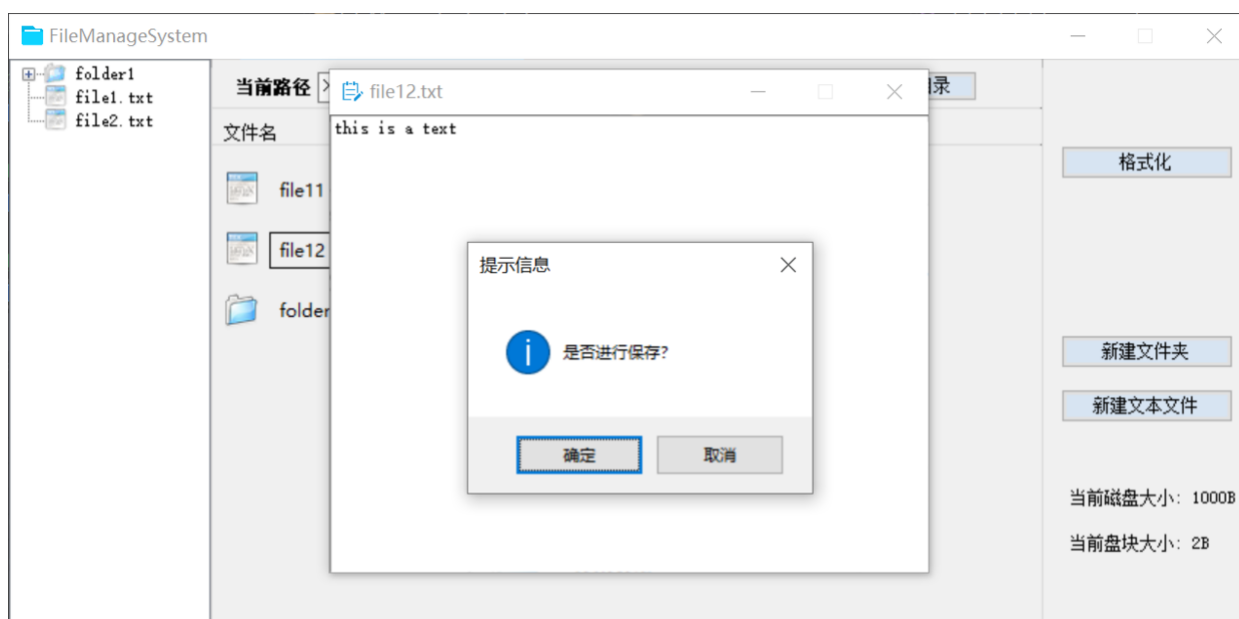 FileManageSystem
folder1
file1.txt
file2.txt
当前路径
录
文件名
file11
file12
folder
file12.txt
this is a text
提示信息
是否进行保存?
确定
取消
格式化
新建文件夹
新建文本文件
当前磁盘大小: 1000B
当前盘块大小: 2B